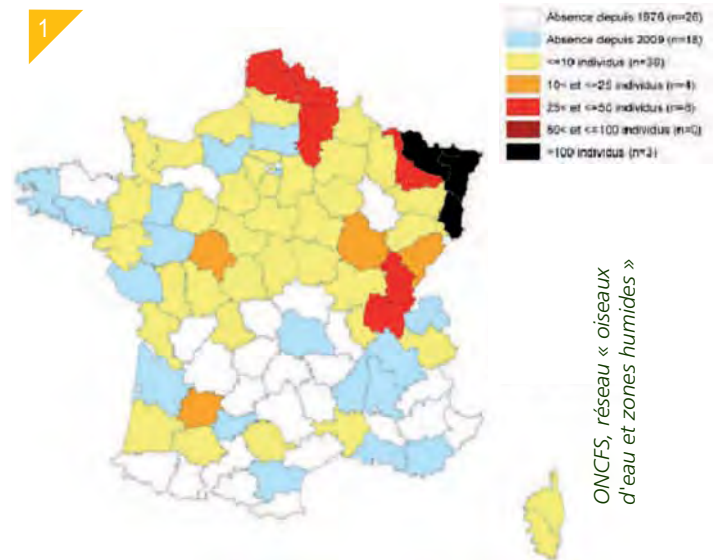 1
Absence depuis 1976 (n=26)
Absence depuis 2009 (n=18)
<=10 individus (n=38)
10< et <=25 individus (n=4)
25< et <=50 individus (n=6)
50< et <=100 individus (n=0)
>100 individus (n=3)
ONCFS, réseau « oiseaux
d'eau et zones humides »